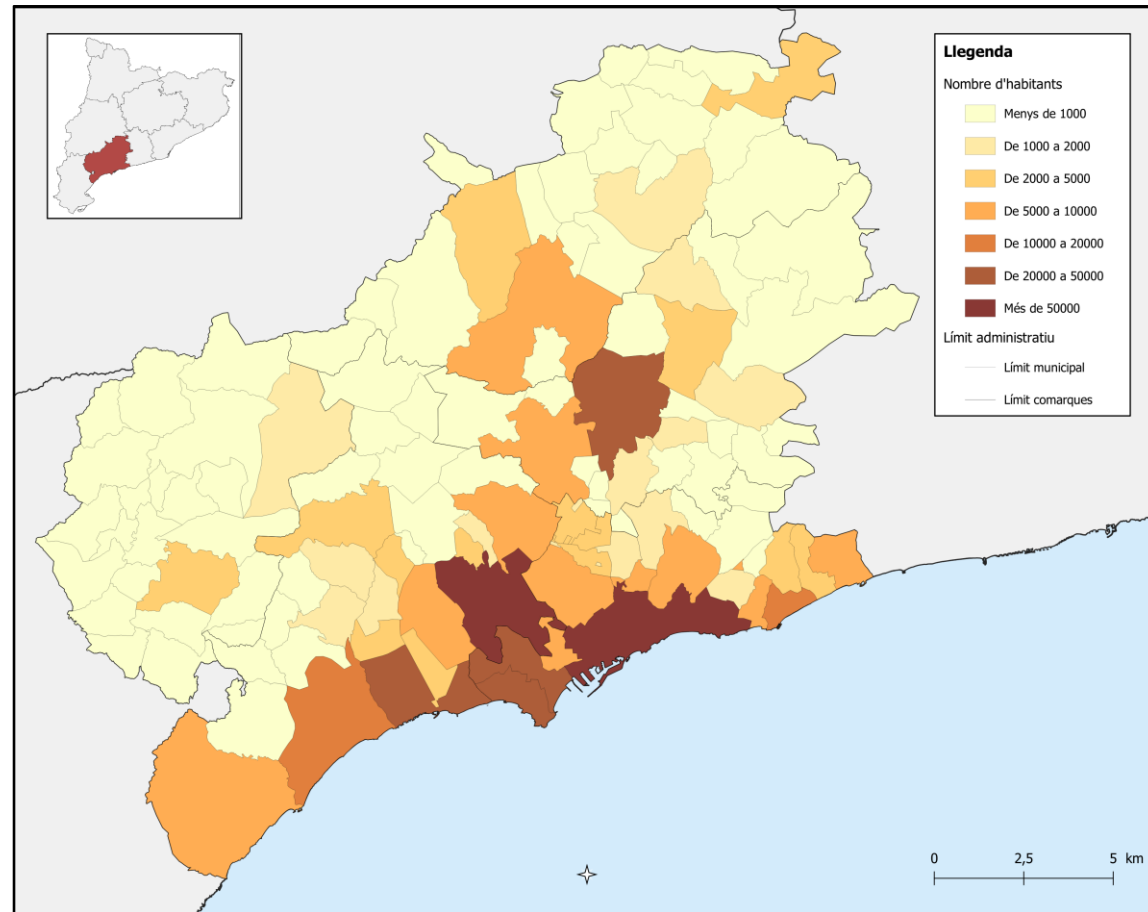 Llegenda
Nombre d'habitants
Menys de 1000
De 1000 a 2000
De 2000 a 5000
De 5000 a 10000
De 10000 a 20000
De 20000 a 50000
Més de 50000
Límit administratiu
Límit municipal
Límit comarques
0 2,5 5 km